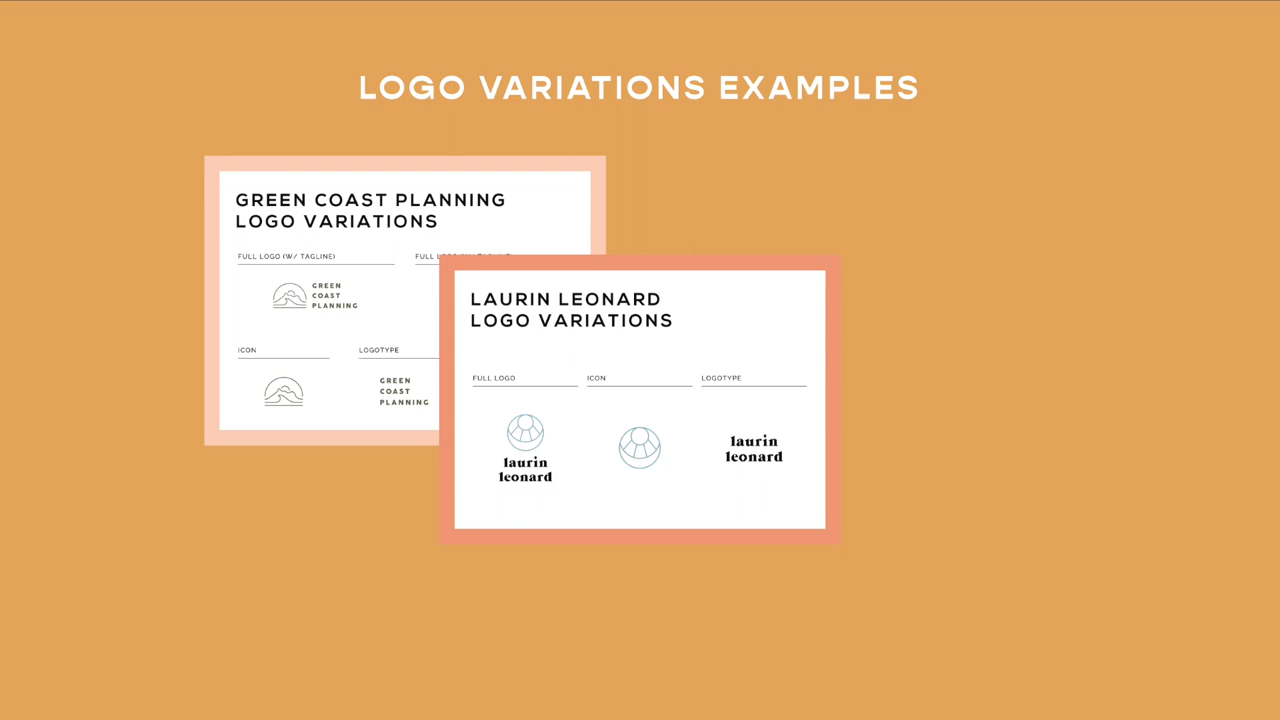 LOGO VARIATIONS EXAMPLES
GREEN COAST PLANNING
LOGO VARIATIONS
FULL LOGO (W/ TAGLINE)
FULL
GREEN
COAST
PLANNING
ICON
LOGOTYPE
GREEN
COAST
PLANNING
LAURIN LEONARD
LOGO VARIATIONS
FULL LOGO
ICON
LOGOTYPE
laurin
leonard
laurin
leonard